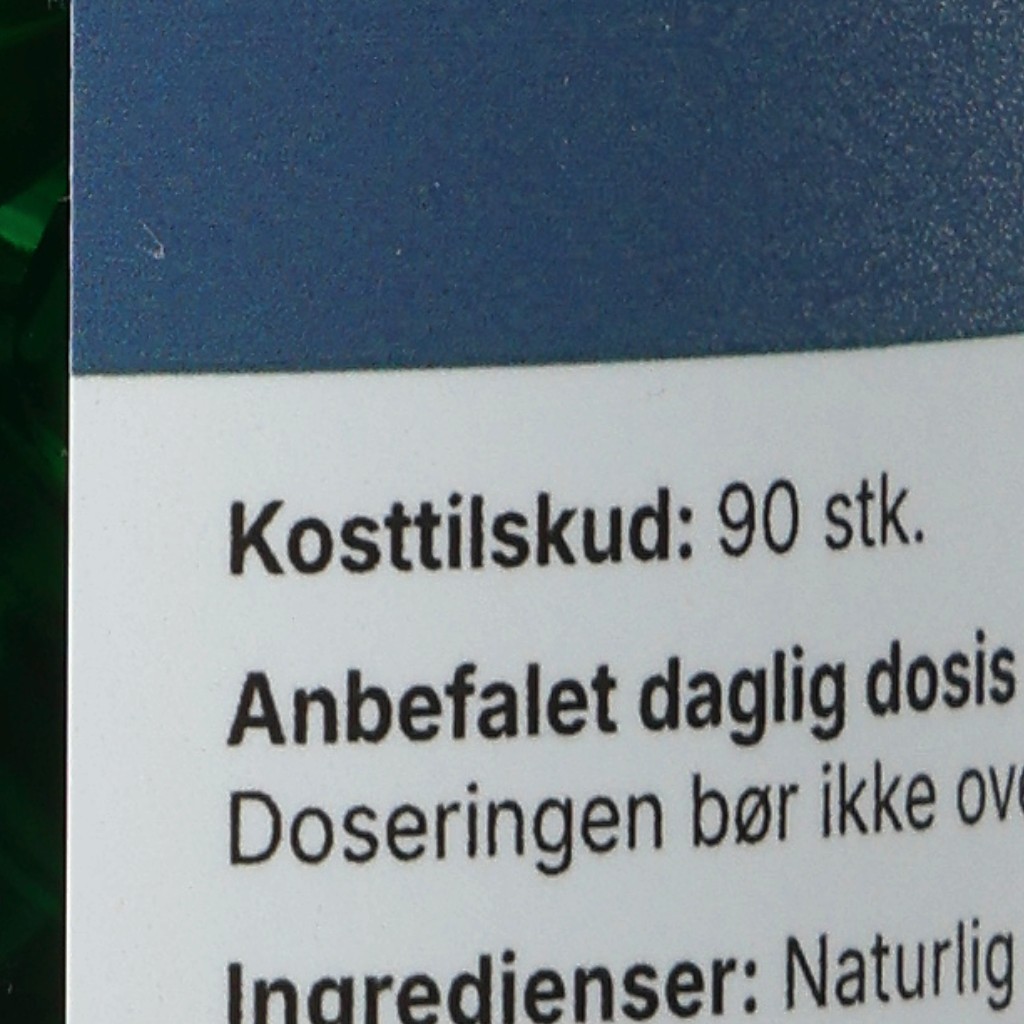 Kosttilskud: 90 stk.
Anbefalet daglig dosis
Doseringen bør ikke
Ingredienser: Naturlig